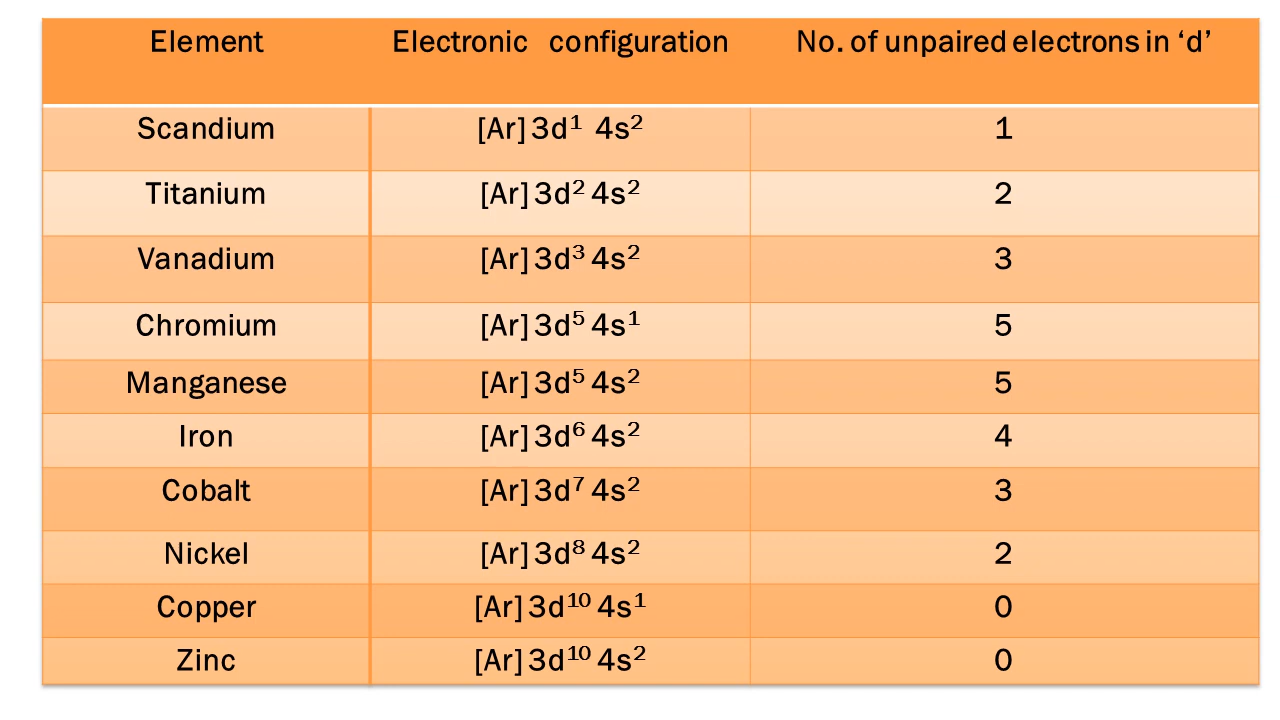 Element Electronic configuration No. of unpaired electrons in ‘d’
Scandium [Ar] 3d¹ 4s² 1
Titanium [Ar] 3d² 4s² 2
Vanadium [Ar] 3d³ 4s² 3
Chromium [Ar] 3d⁵ 4s¹ 5
Manganese [Ar] 3d⁵ 4s² 5
Iron [Ar] 3d⁶ 4s² 4
Cobalt [Ar] 3d⁷ 4s² 3
Nickel [Ar] 3d⁸ 4s² 2
Copper [Ar] 3d¹⁰ 4s¹ 0
Zinc [Ar] 3d¹⁰ 4s² 0